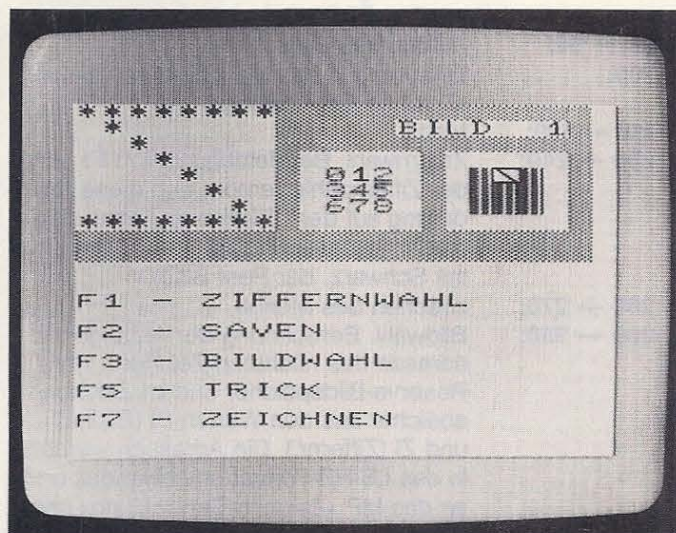 BILD 1
012
345
678
F1 - ZIFFERNWAHL
F2 - SAVEN
F3 - BILDWAHL
F5 - TRICK
F7 - ZEICHNEN